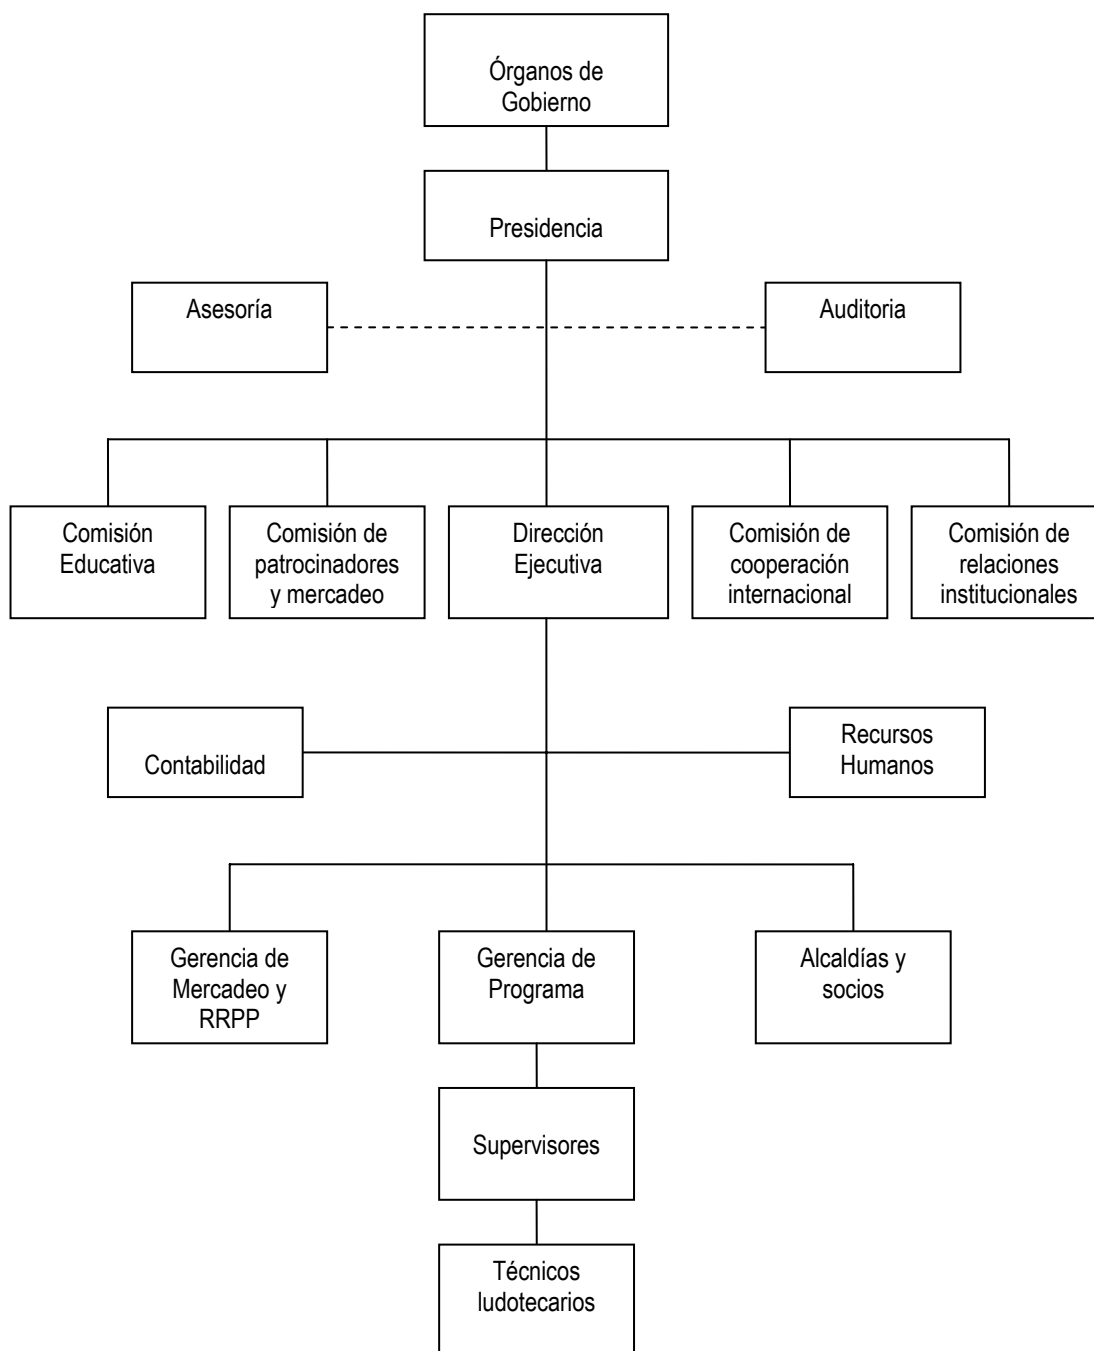 Órganos de
Gobierno
Presidencia
Asesoría
Auditoria
Comisión
Educativa
Comisión de
patrocinadores
y mercadeo
Dirección
Ejecutiva
Comisión de
cooperación
internacional
Comisión de
relaciones
institucionales
Contabilidad
Recursos
Humanos
Gerencia de
Mercadeo y
RRPP
Gerencia de
Programa
Alcaldías y
socios
Supervisores
Técnicos
ludotecarios